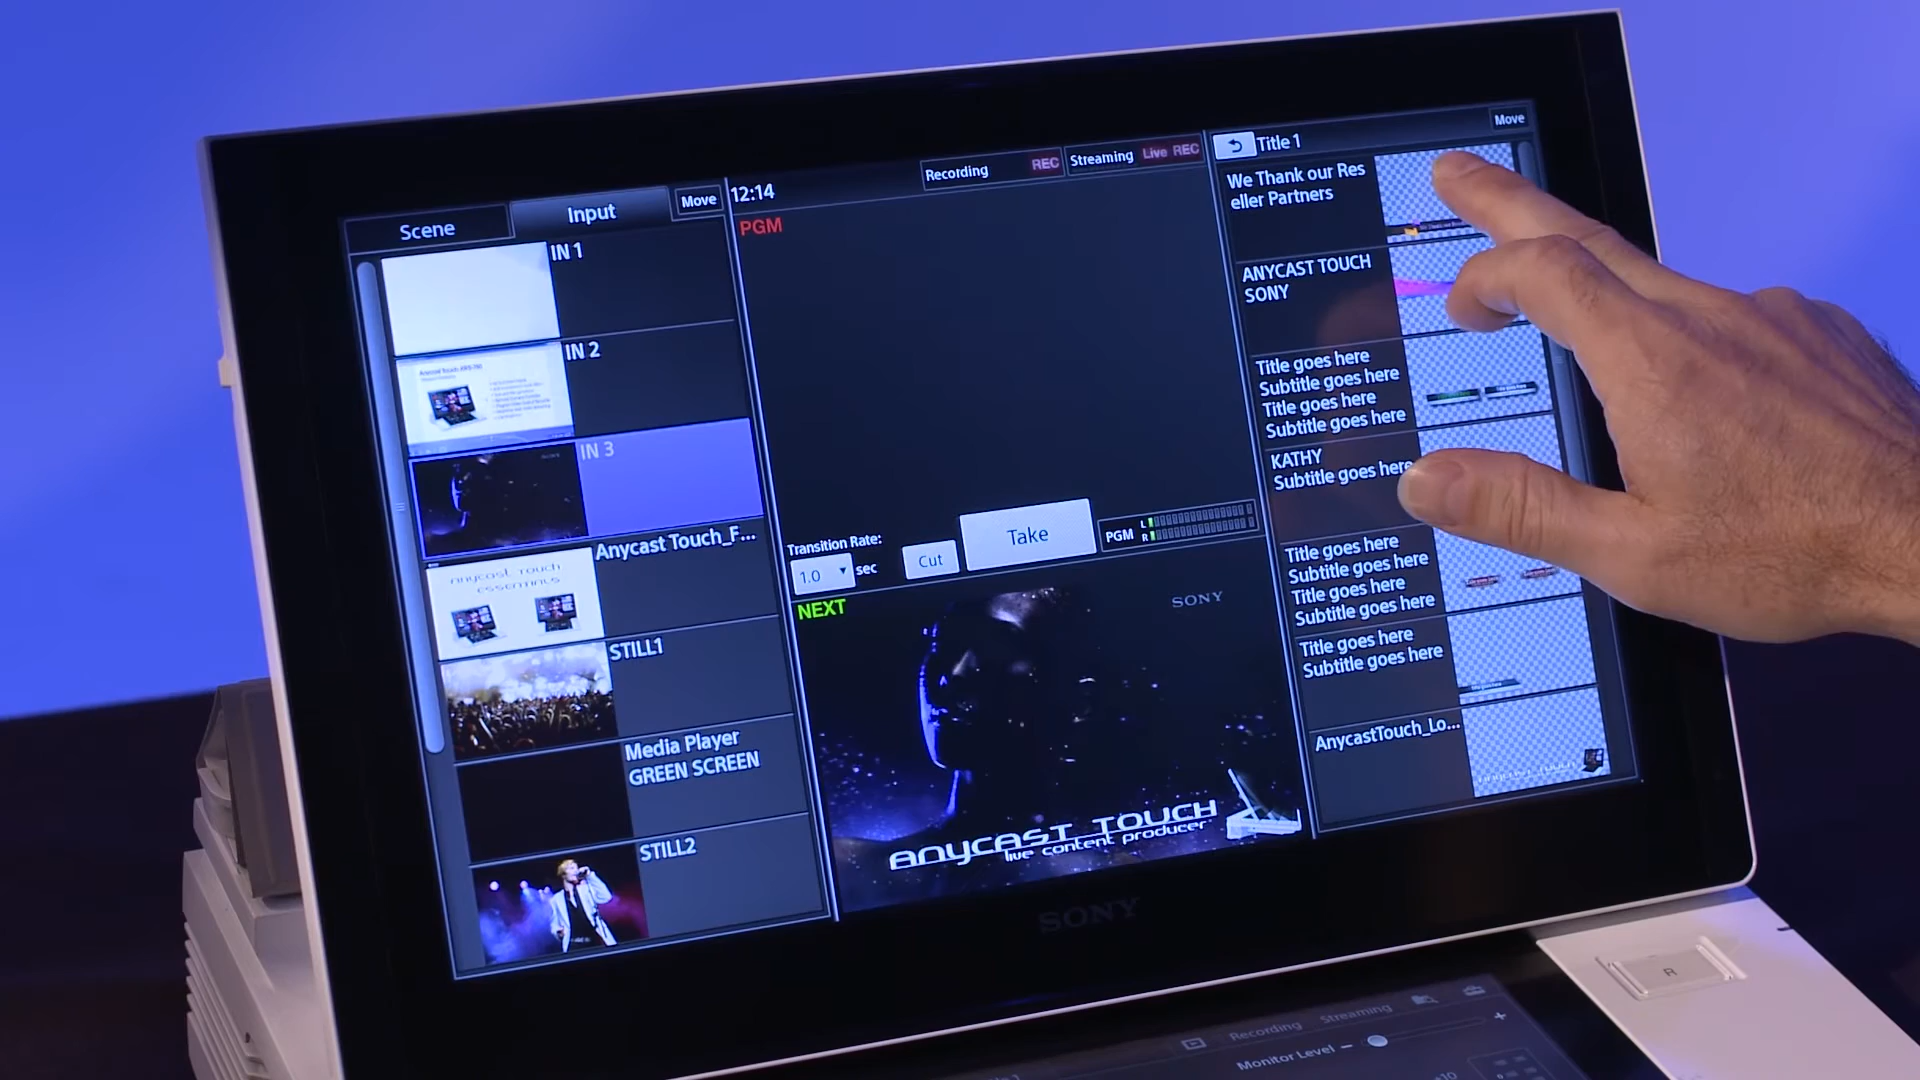 Scene
Input
Move
IN 1
IN 2
IN 3
Anycast Touch_F...
anycast touch
essentials
STILL1
Media Player
GREEN SCREEN
STILL2
12:14
Recording
REC
Streaming
Live REC
PGM
Transition Rate:
1.0
sec
Cut
Take
PGM
L
R
NEXT
SONY
anycast touch
live content producer
Title 1
Move
We Thank our Res
eller Partners
ANYCAST TOUCH
SONY
Title goes here
Subtitle goes here
Title goes here
Subtitle goes here
KATHY
Subtitle goes here
Title goes here
Subtitle goes here
Title goes here
Subtitle goes here
Title goes here
Subtitle goes here
AnycastTouch_Lo...
SONY
Recording
Streaming
Monitor Level